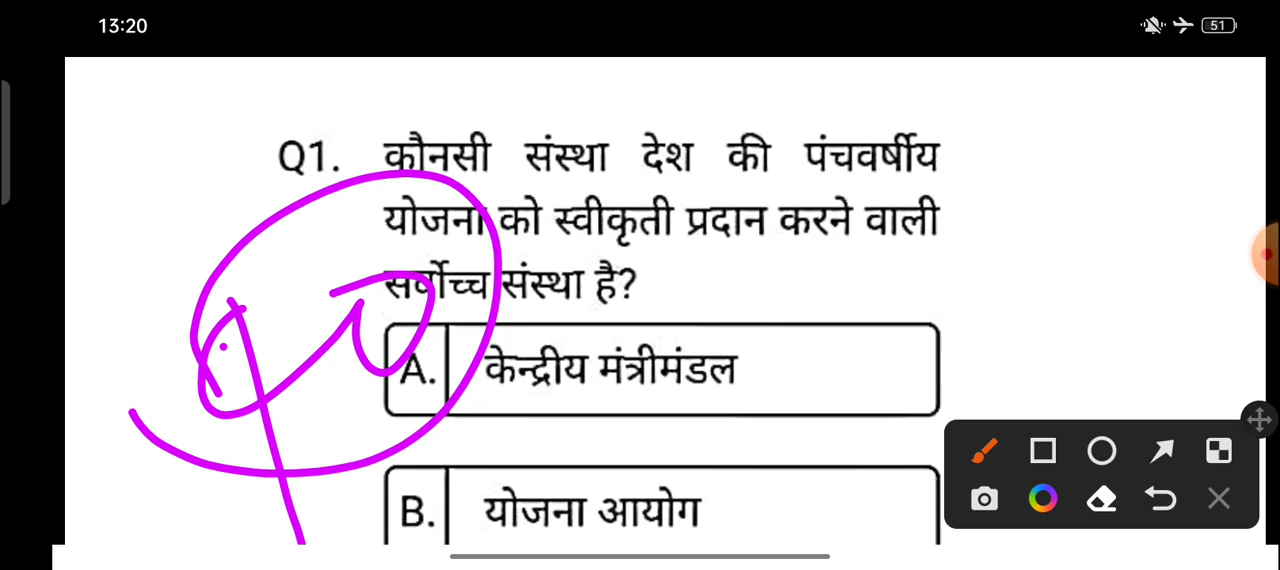 13:20
51
Q1. कौनसी संस्था देश की पंचवर्षीय
योजना को स्वीकृती प्रदान करने वाली
सर्वोच्च संस्था है?
A. केन्द्रीय मंत्रीमंडल
B. योजना आयोग